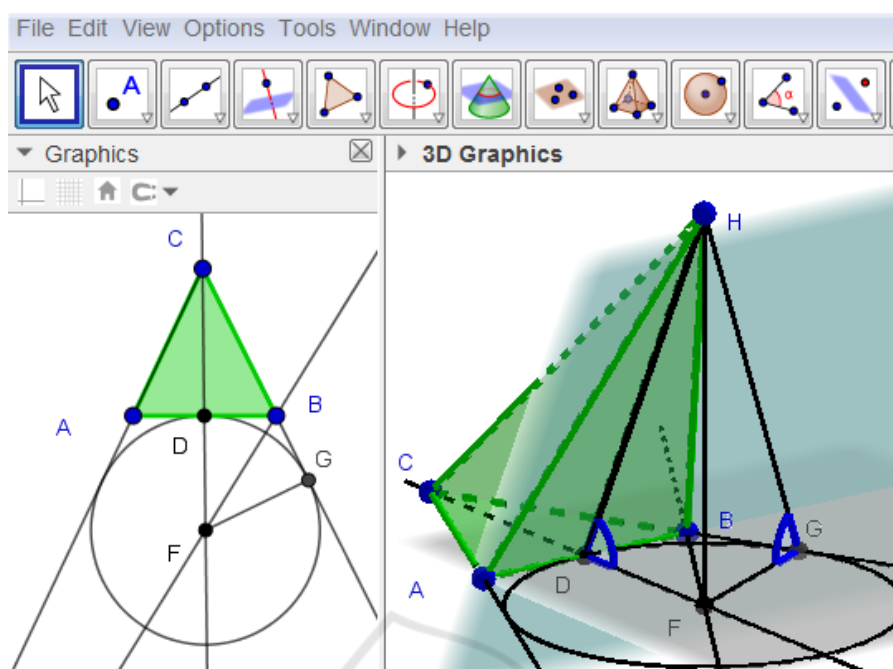 File Edit View Options Tools Window Help
A
α
Graphics
3D Graphics
C
A
B
D
G
F
H
C
B
G
A
D
F